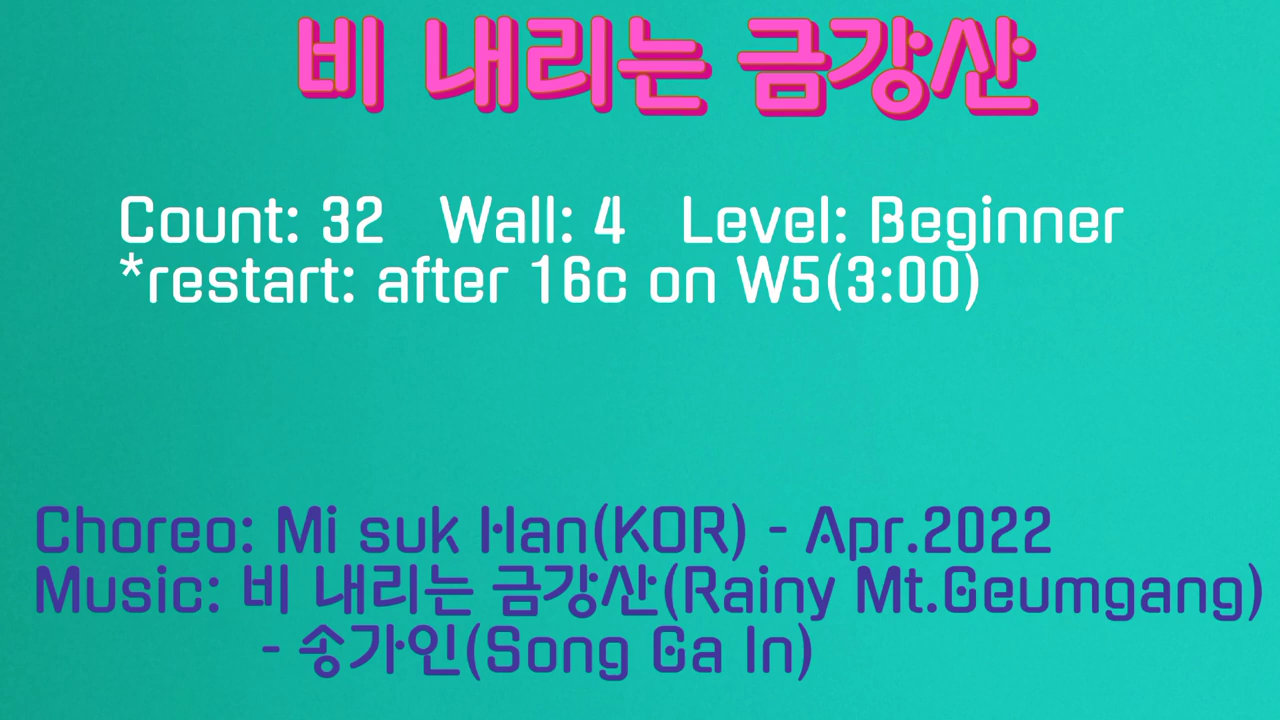 비 내리는 금강산
Count: 32 Wall: 4 Level: Beginner
*restart: after 16c on W5(3:00)
Choreo: Mi suk Han(KOR) - Apr.2022
Music: 비 내리는 금강산(Rainy Mt.Geumgang)
- 송가인(Song Ga In)